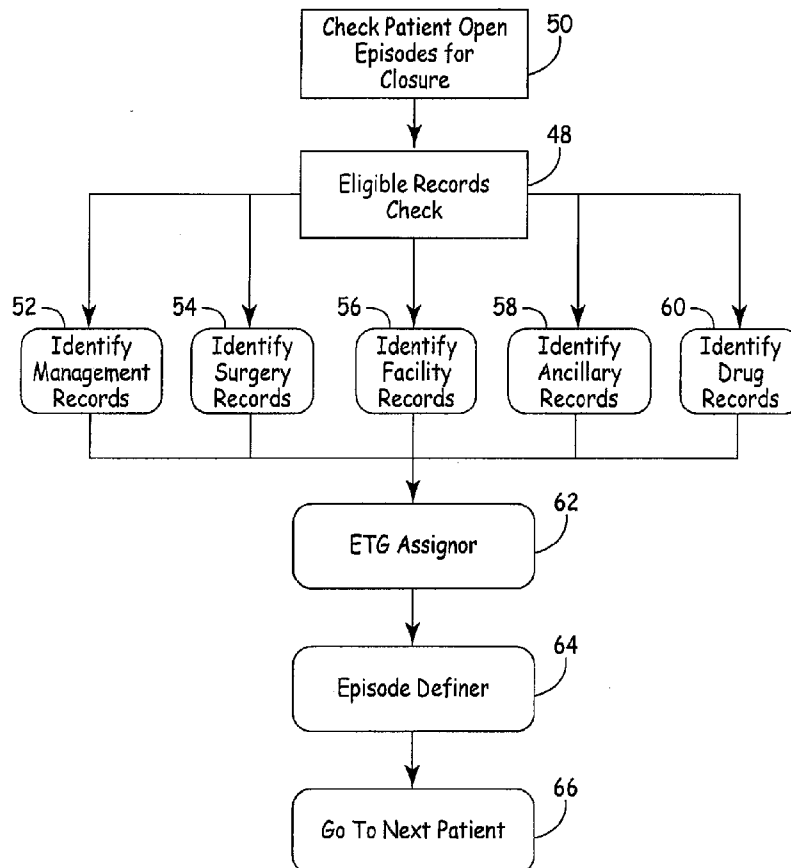 Check Patient Open
Episodes for
Closure
50
Eligible Records
Check
48
52
Identify
Management
Records
54
Identify
Surgery
Records
56
Identify
Facility
Records
58
Identify
Ancillary
Records
60
Identify
Drug
Records
ETG Assignor
62
Episode Definer
64
Go To Next Patient
66